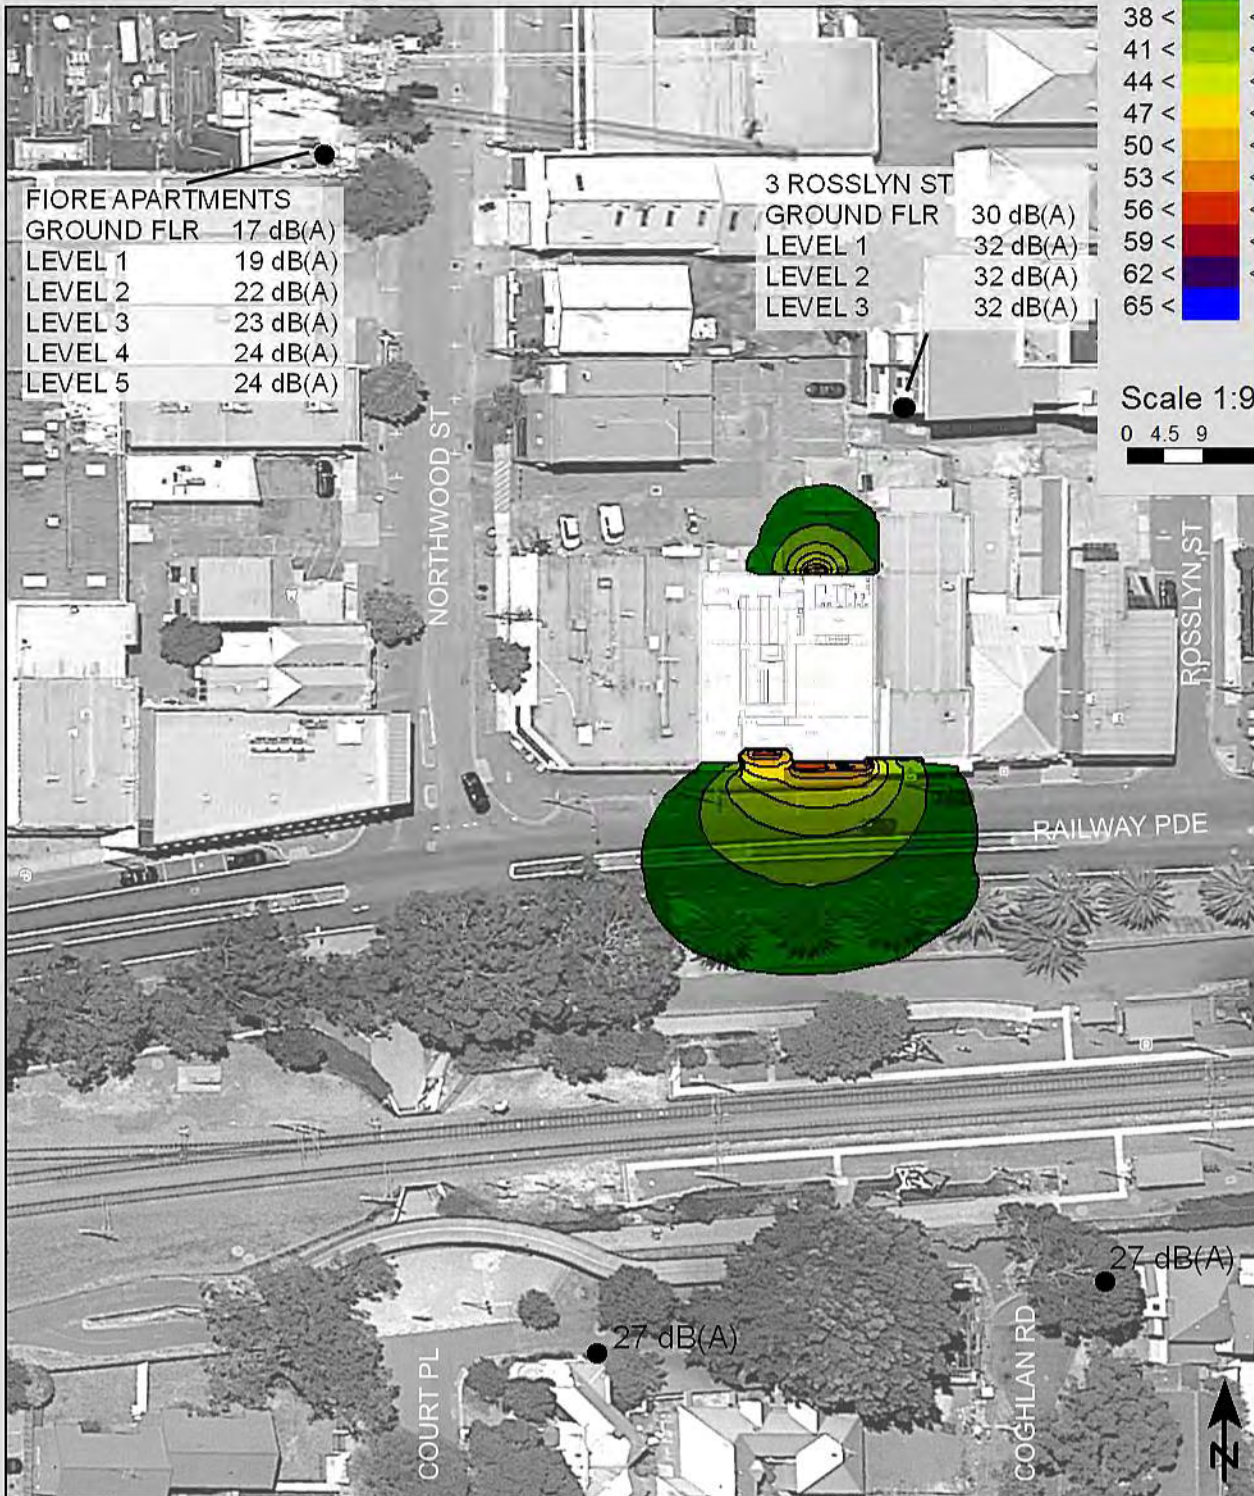 38 < <
41 < <
44 < <
47 < <
50 < <
53 < <
56 < <
59 < <
62 < <
65 < <
Scale 1:9
0 4.5 9
FIORE APARTMENTS
GROUND FLR 17 dB(A)
LEVEL 1 19 dB(A)
LEVEL 2 22 dB(A)
LEVEL 3 23 dB(A)
LEVEL 4 24 dB(A)
LEVEL 5 24 dB(A)
3 ROSSLYN ST
GROUND FLR 30 dB(A)
LEVEL 1 32 dB(A)
LEVEL 2 32 dB(A)
LEVEL 3 32 dB(A)
NORTHWOOD ST
ROSSLYN ST
RAILWAY PDE
27 dB(A)
27 dB(A)
COURT PL
COGHLAN RD
N